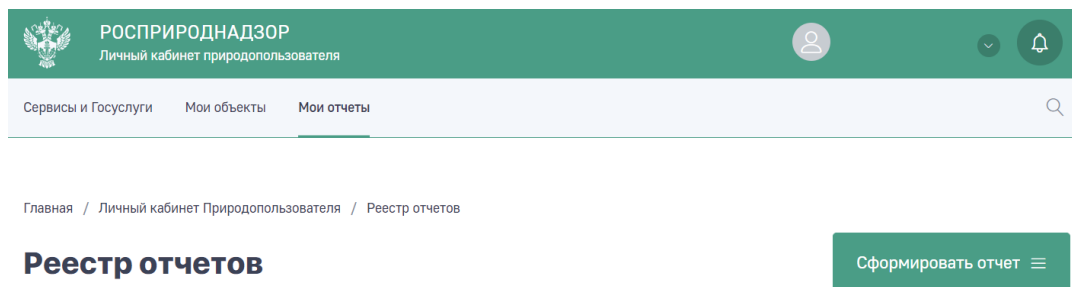 РОСПРИРОДНАДЗОР
Личный кабинет природопользователя
Сервисы и Госуслуги Мои объекты Мои отчеты
Главная / Личный кабинет Природопользователя / Реестр отчетов
Реестр отчетов
Сформировать отчет